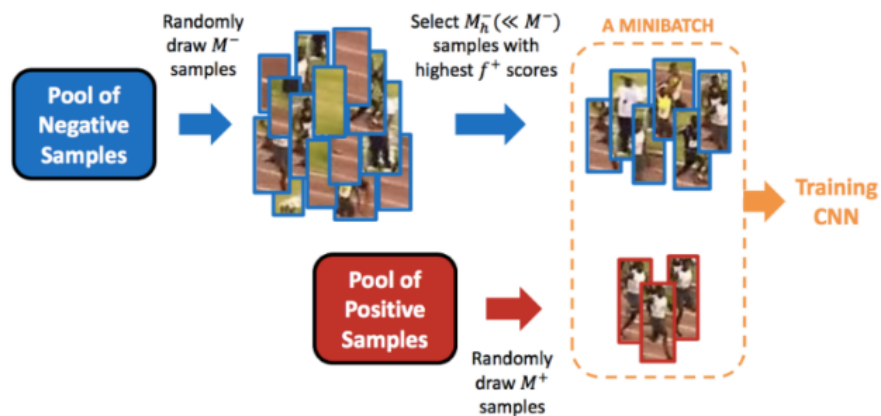 Randomly
draw M⁻
samples
Select M_h⁻(≪ M⁻)
samples with
highest f⁺ scores
A MINIBATCH
Pool of
Negative
Samples
Training
CNN
Pool of
Positive
Samples
Randomly
draw M⁺
samples